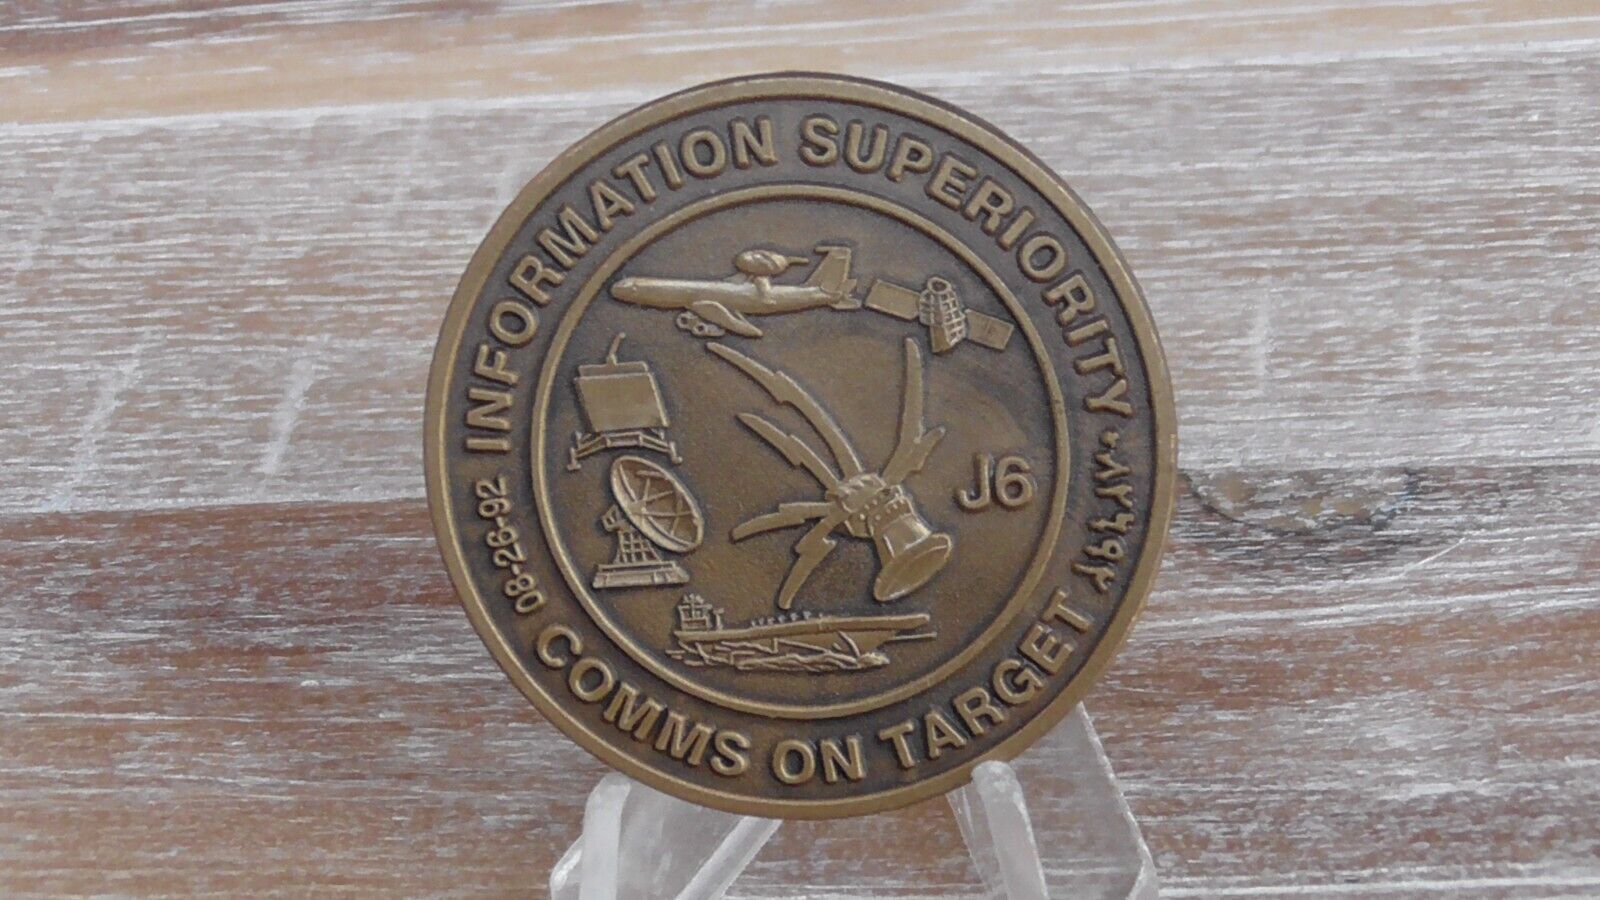 INFORMATION SUPERIORITY
٠٨٢٦٩٢
08-26-92
COMMS ON TARGET
J6